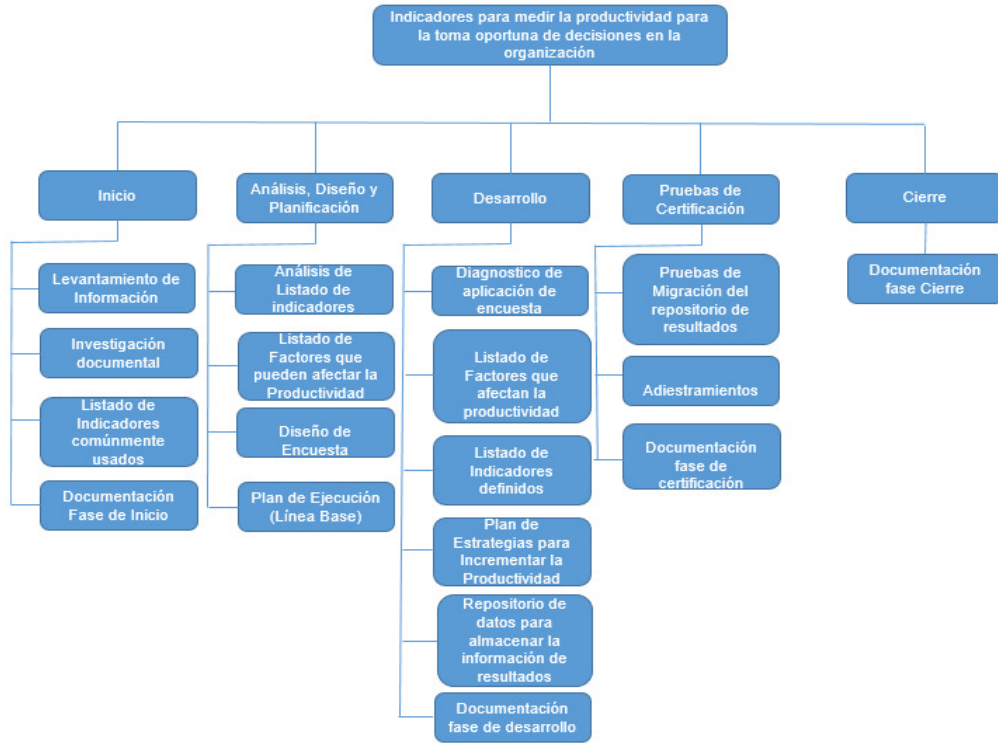 Indicadores para medir la productividad para
la toma oportuna de decisiones en la
organización
Inicio
Levantamiento de
Información
Investigación
documental
Listado de
Indicadores
comúnmente
usados
Documentación
Fase de Inicio
Análisis, Diseño y
Planificación
Análisis de
Listado de
indicadores
Listado de
Factores que
pueden afectar la
Productividad
Diseño de
Encuesta
Plan de Ejecución
(Línea Base)
Desarrollo
Diagnostico de
aplicación de
encuesta
Listado de
Factores que
afectan la
productividad
Listado de
Indicadores
definidos
Plan de
Estrategias para
Incrementar la
Productividad
Repositorio de
datos para
almacenar la
información de
resultados
Documentación
fase de desarrollo
Pruebas de
Certificación
Pruebas de
Migración del
repositorio de
resultados
Adiestramientos
Documentación
fase de
certificación
Cierre
Documentación
fase Cierre